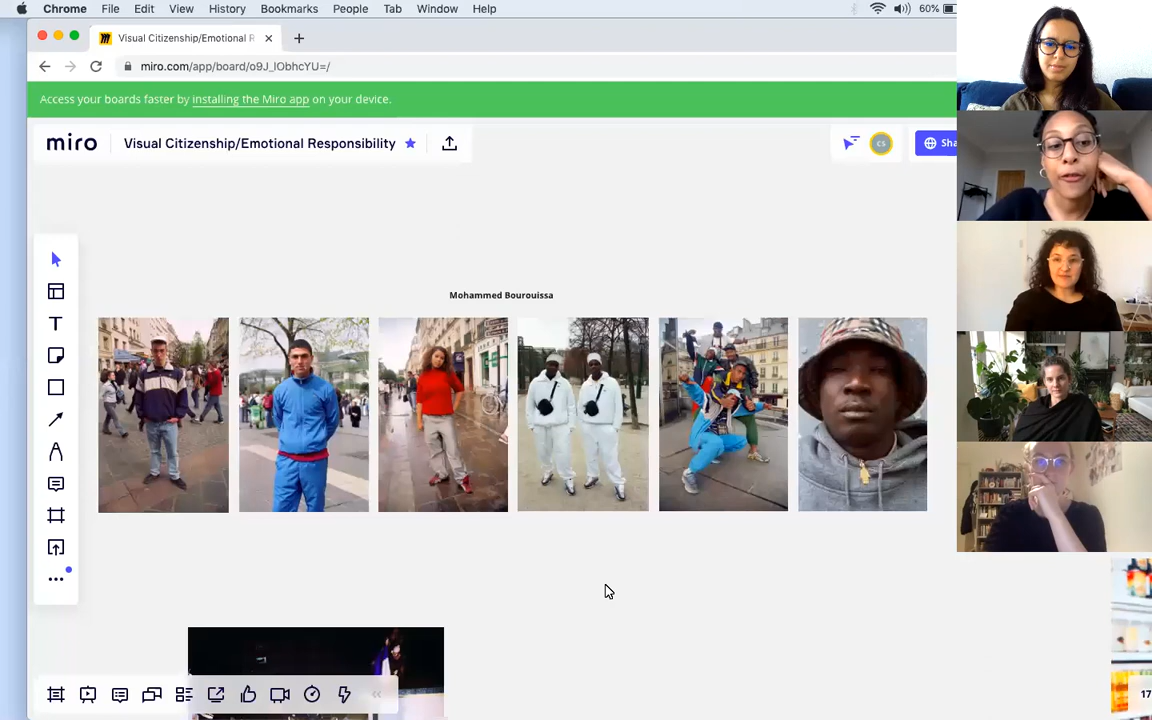 Chrome File Edit View History Bookmarks People Tab Window Help 60%
Visual Citizenship/Emotional R
miro.com/app/board/o9J_lObhcYU=/
Access your boards faster by installing the Miro app on your device.
miro Visual Citizenship/Emotional Responsibility CS Sha
Mohammed Bourouissa
T
17